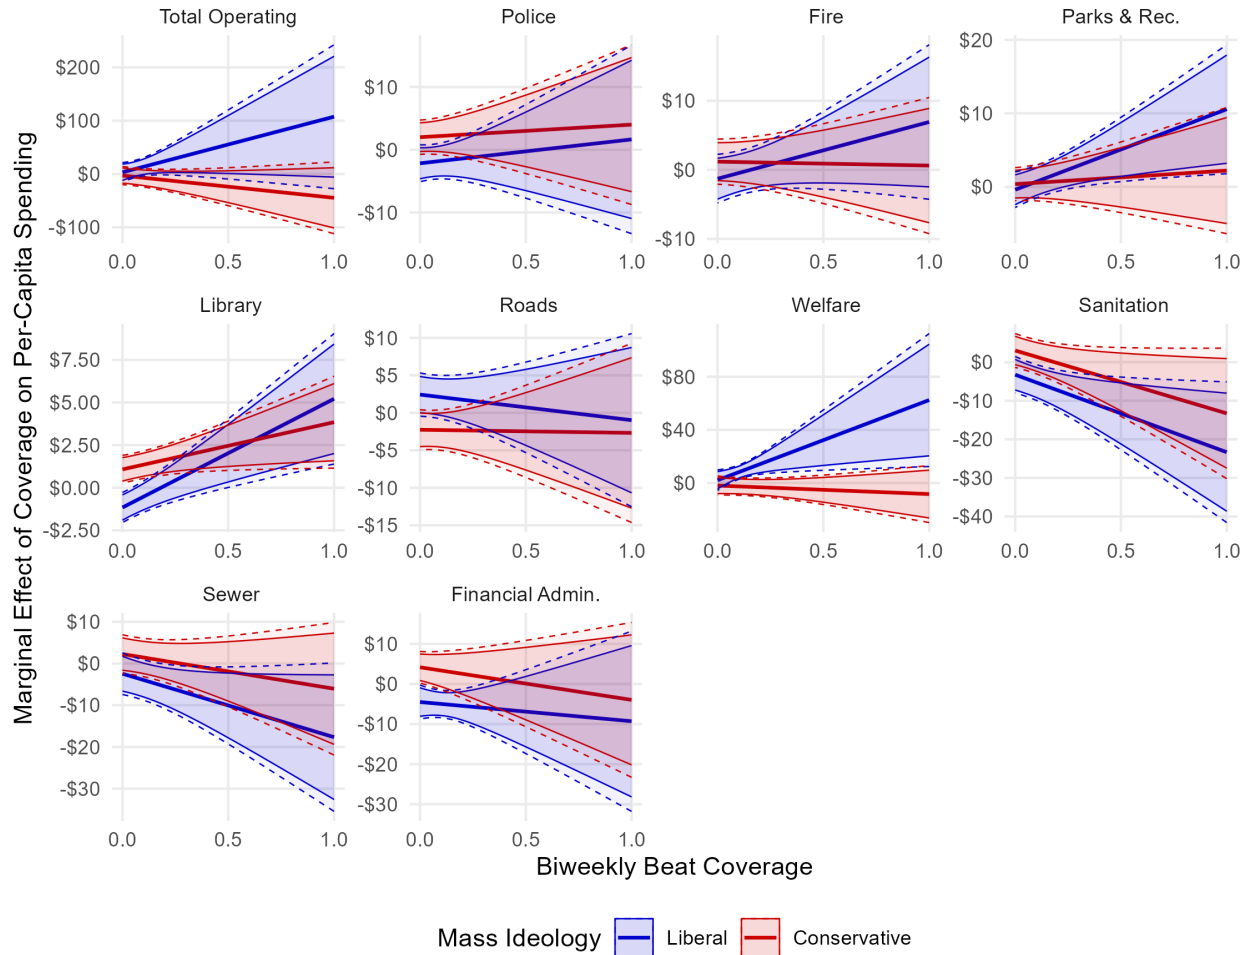 Total Operating Police Fire Parks & Rec.
$200
$100
$0
-$100
0.0 0.5 1.0
$10
$0
-$10
0.0 0.5 1.0
$10
$0
-$10
0.0 0.5 1.0
$20
$10
$0
0.0 0.5 1.0
Library Roads Welfare Sanitation
$7.50
$5.00
$2.50
$0.00
-$2.50
0.0 0.5 1.0
$10
$5
$0
-$5
-$10
-$15
0.0 0.5 1.0
$80
$40
$0
0.0 0.5 1.0
$0
-$10
-$20
-$30
-$40
0.0 0.5 1.0
Sewer Financial Admin.
$10
$0
-$10
-$20
-$30
0.0 0.5 1.0
$10
$0
-$10
-$20
-$30
0.0 0.5 1.0
Marginal Effect of Coverage on Per-Capita Spending
Biweekly Beat Coverage
Mass Ideology Liberal Conservative